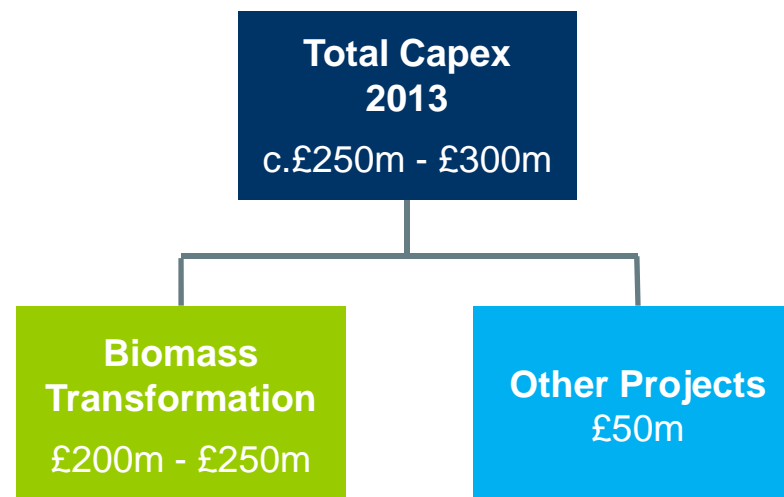 Total Capex
2013
c.£250m - £300m
Biomass
Transformation
£200m - £250m
Other Projects
£50m